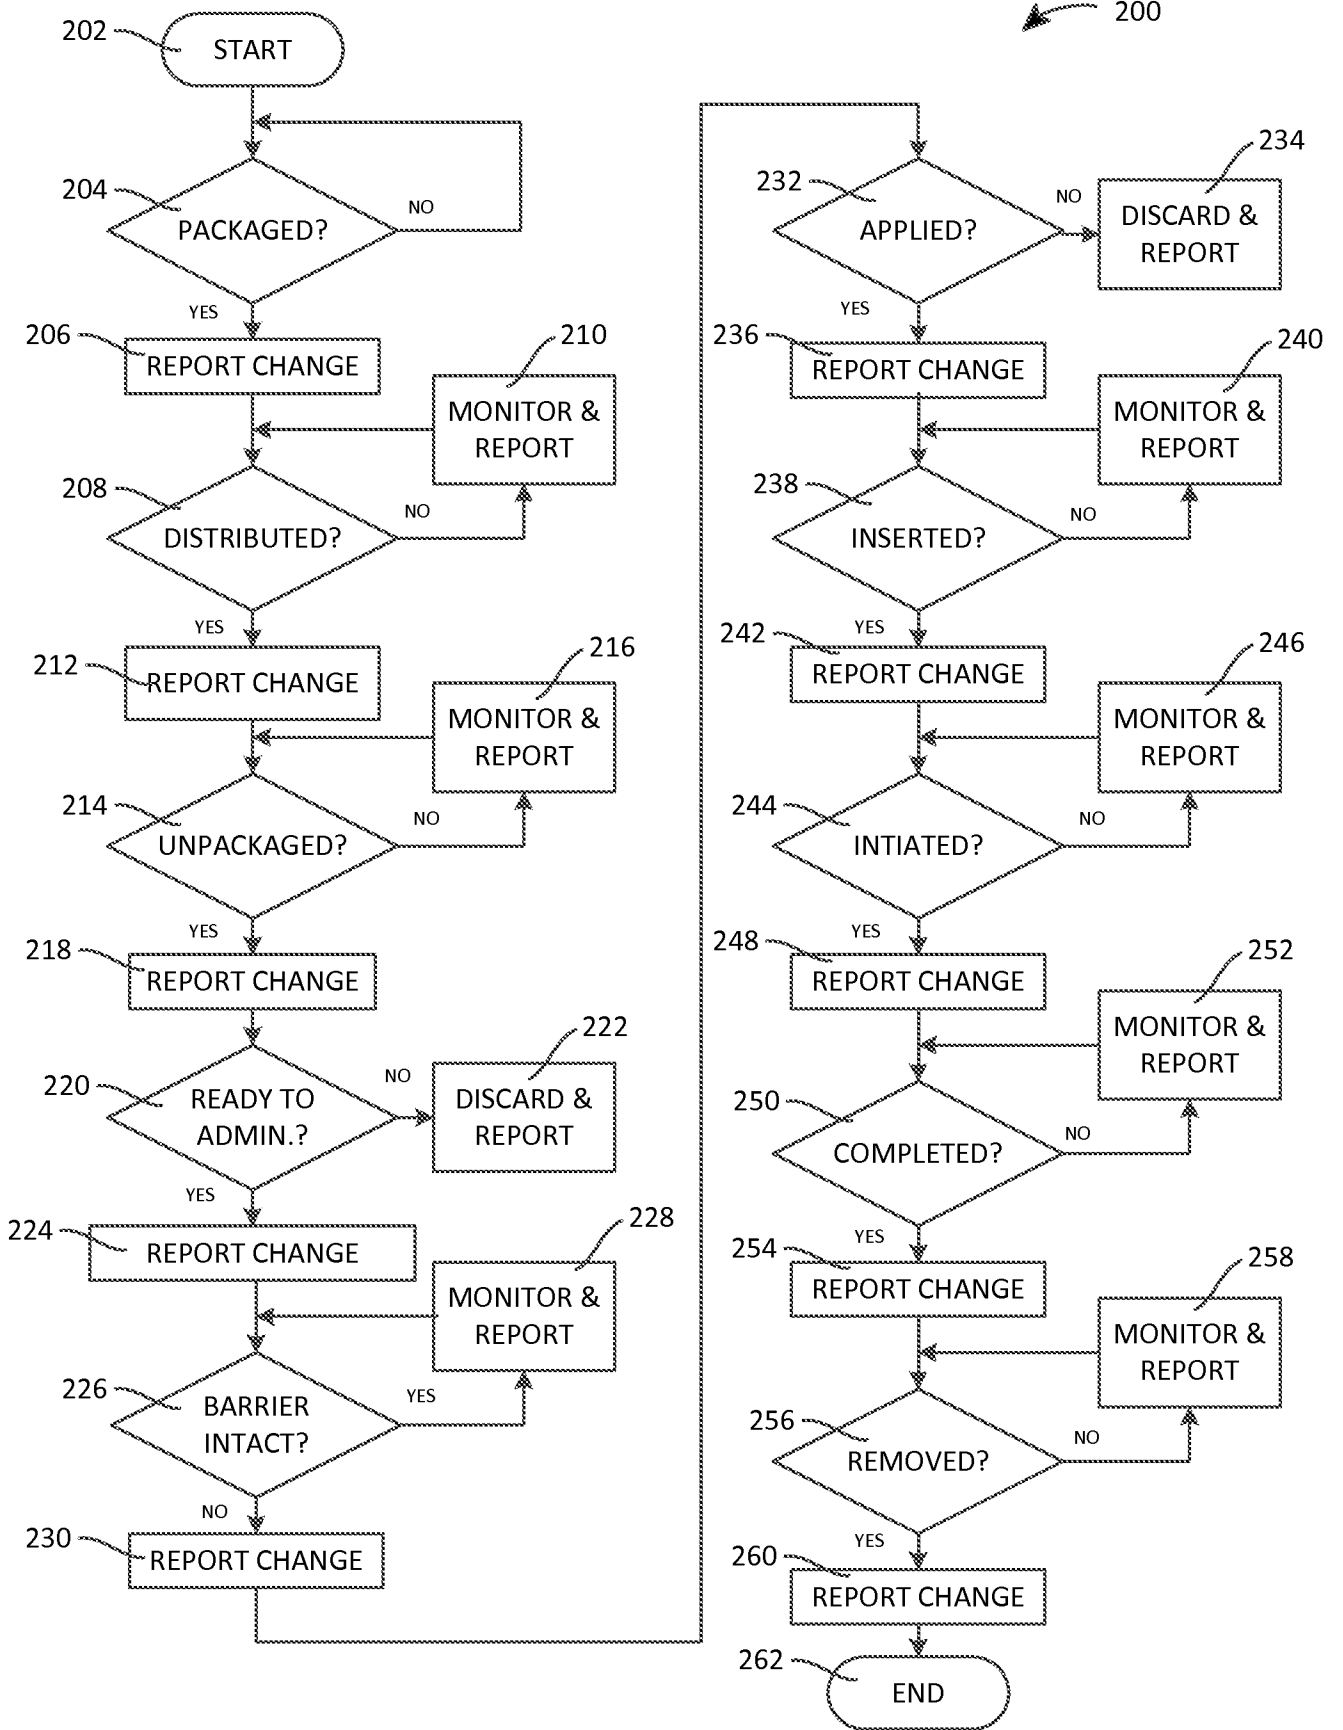 200
202
START
204
PACKAGED?
NO
YES
206
REPORT CHANGE
210
MONITOR &
REPORT
208
DISTRIBUTED?
NO
YES
212
REPORT CHANGE
216
MONITOR &
REPORT
214
UNPACKAGED?
NO
YES
218
REPORT CHANGE
220
READY TO
ADMIN.?
NO
222
DISCARD &
REPORT
YES
224
REPORT CHANGE
228
MONITOR &
REPORT
226
BARRIER
INTACT?
YES
NO
230
REPORT CHANGE
232
APPLIED?
NO
234
DISCARD &
REPORT
YES
236
REPORT CHANGE
240
MONITOR &
REPORT
238
INSERTED?
NO
YES
242
REPORT CHANGE
246
MONITOR &
REPORT
244
INTIATED?
NO
YES
248
REPORT CHANGE
252
MONITOR &
REPORT
250
COMPLETED?
NO
YES
254
REPORT CHANGE
258
MONITOR &
REPORT
256
REMOVED?
NO
YES
260
REPORT CHANGE
262
END